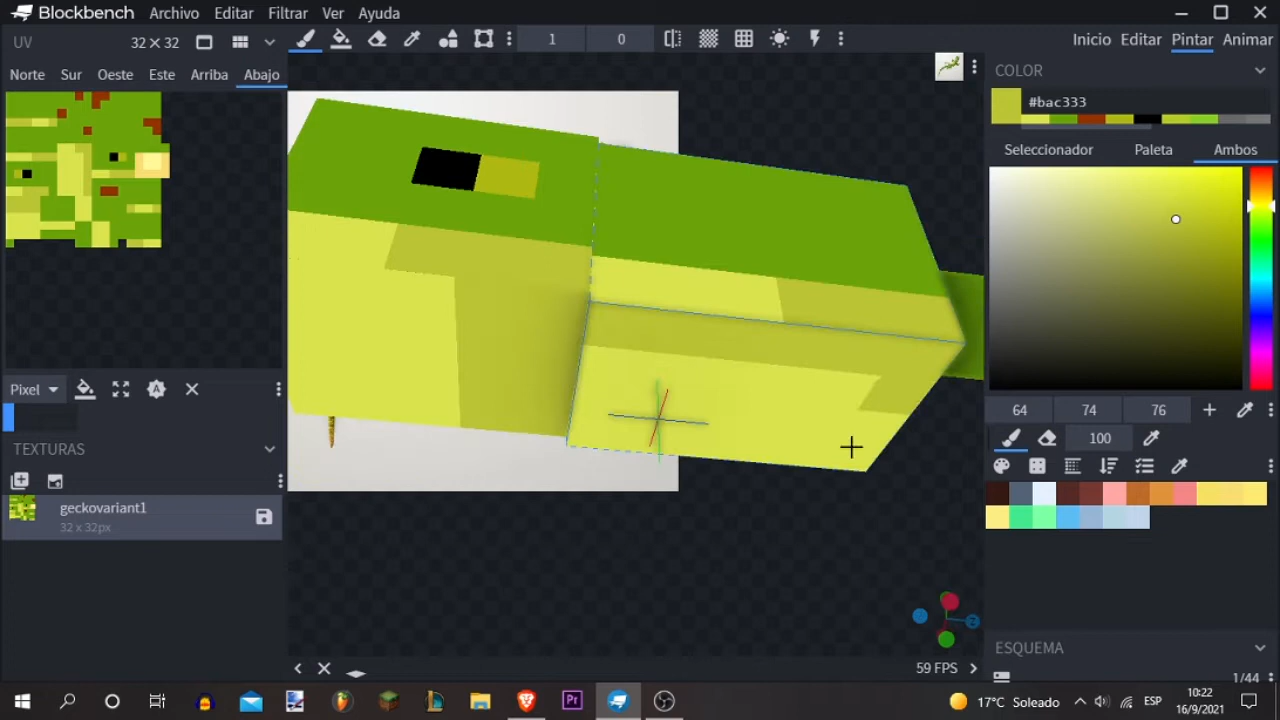 Blockbench Archivo Editar Filtrar Ver Ayuda
UV 32 × 32 1 0 Inicio Editar Pintar Animar
Norte Sur Oeste Este Arriba Abajo
COLOR
#bac333
Seleccionador Paleta Ambos
Pixel
64 74 76
100
TEXTURAS
geckovariant1
32 x 32px
Z
ESQUEMA
59 FPS
1/44
17°C Soleado ESP 10:22
16/9/2021
Pr